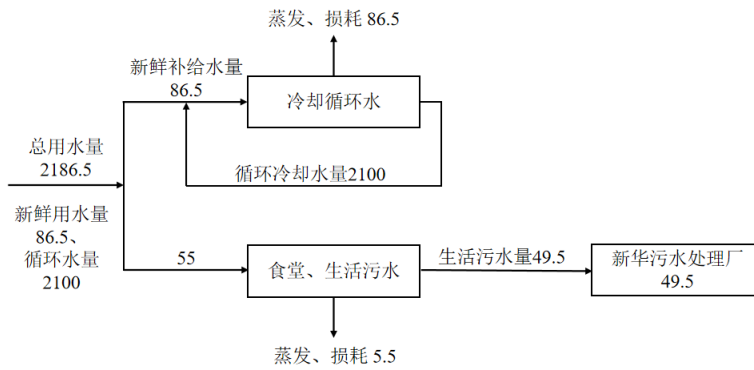 蒸发、损耗 86.5
新鲜补给水量
86.5
冷却循环水
总用水量
2186.5
循环冷却水量2100
新鲜用水量
86.5、
循环水量
2100
55
食堂、生活污水
生活污水量49.5
新华污水处理厂
49.5
蒸发、损耗 5.5